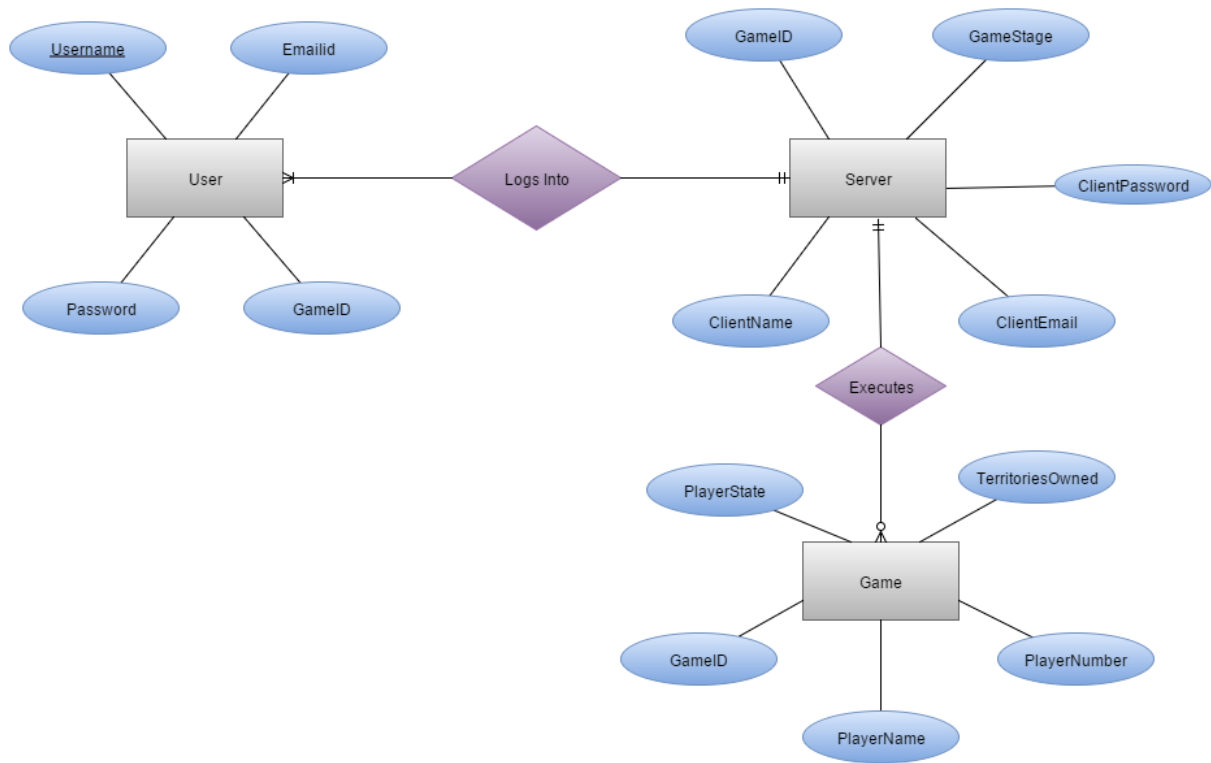 Username
Emailid
GameID
GameStage
User
Logs Into
Server
ClientPassword
Password
GameID
ClientName
ClientEmail
Executes
PlayerState
TerritoriesOwned
Game
GameID
PlayerNumber
PlayerName